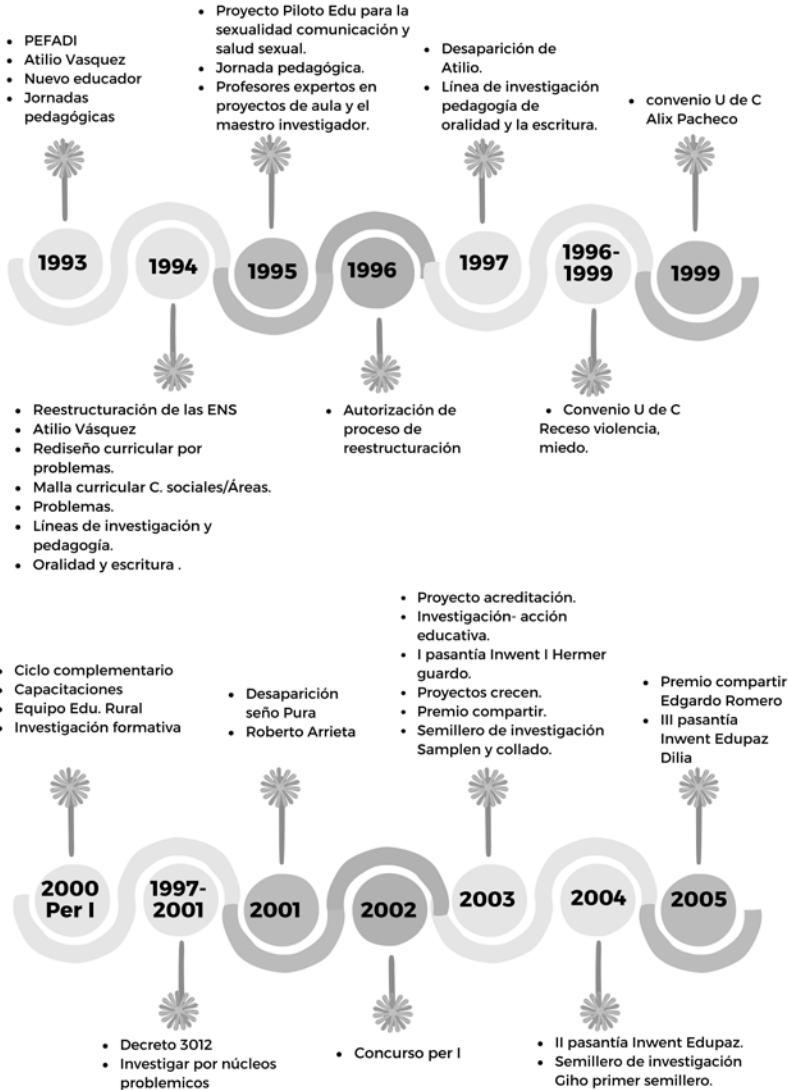 • PEFADI
• Atilio Vasquez
• Nuevo educador
• Jornadas
pedagógicas
• Proyecto Piloto Edu para la
sexualidad comunicación y
salud sexual.
• Jornada pedagógica.
• Profesores expertos en
proyectos de aula y el
maestro investigador.
• Desaparición de
Atilio.
• Línea de investigación
pedagogía de
oralidad y la escritura.
• convenio U de C
Alix Pacheco
1993
1994
1995
1996
1997
1996-
1999
1999
• Reestructuración de las ENS
• Atilio Vásquez
• Rediseño curricular por
problemas.
• Malla curricular C. sociales/Áreas.
• Problemas.
• Líneas de investigación y
pedagogía.
• Oralidad y escritura .
• Autorización de
proceso de
reestructuración
• Convenio U de C
Receso violencia,
miedo.
• Ciclo complementario
• Capacitaciones
• Equipo Edu. Rural
• Investigación formativa
• Desaparición
seño Pura
• Roberto Arrieta
• Proyecto acreditación.
• Investigación- acción
educativa.
• I pasantía Inwent I Hermer
guardo.
• Proyectos crecen.
• Premio compartir.
• Semillero de investigación
Samplen y collado.
• Premio compartir
Edgardo Romero
• III pasantía
Inwent Edupaz
Dilia
2000
Per I
1997-
2001
2001
2002
2003
2004
2005
• Decreto 3012
• Investigar por núcleos
problemicos
• Concurso per I
• II pasantía Inwent Edupaz.
• Semillero de investigación
Giho primer semillero.